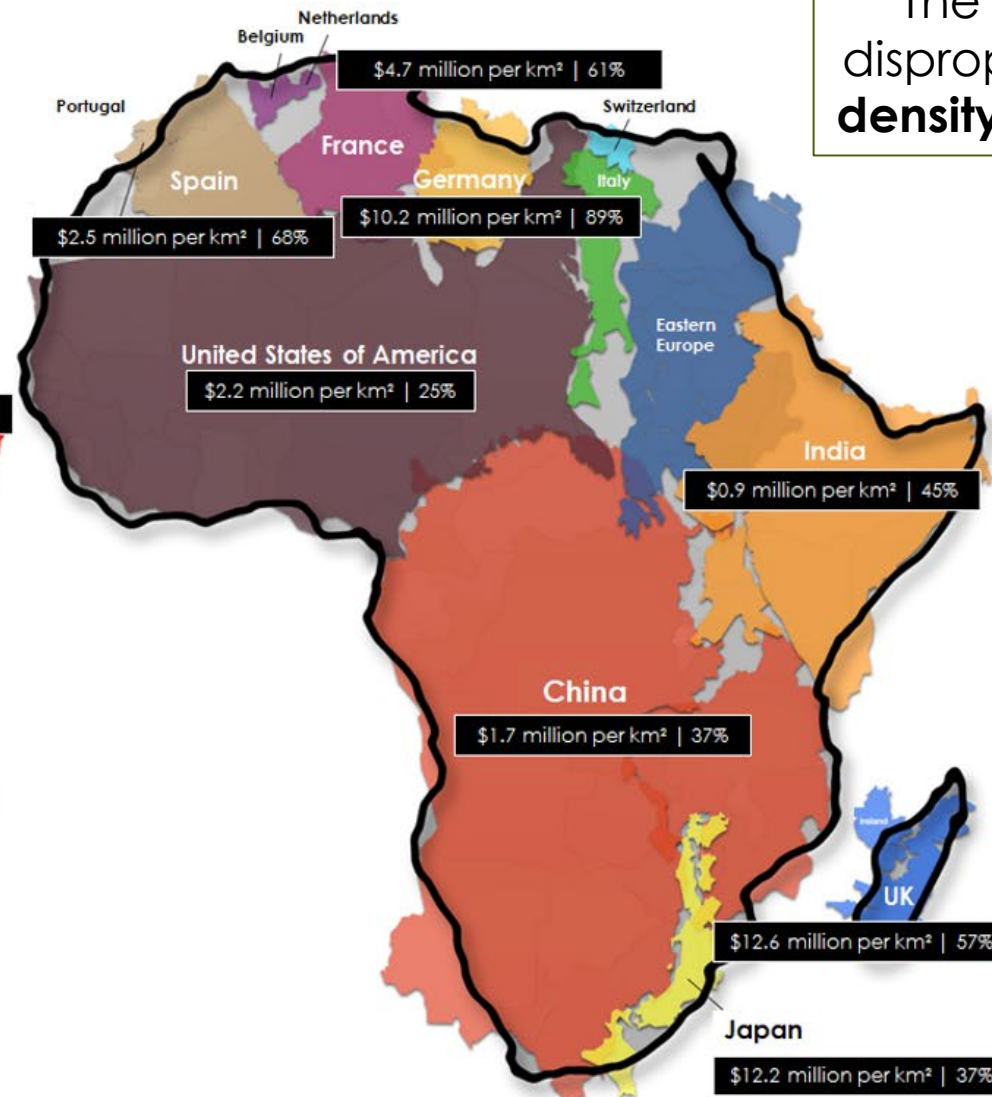 The
disprop
density
Netherlands
Belgium
$4.7 million per km² | 61%
Portugal
Switzerland
France
Spain
Germany
Italy
$10.2 million per km² | 89%
$2.5 million per km² | 68%
Eastern
Europe
United States of America
$2.2 million per km² | 25%
India
$0.9 million per km² | 45%
China
$1.7 million per km² | 37%
Ireland
UK
$12.6 million per km² | 57%
Japan
$12.2 million per km² | 37%